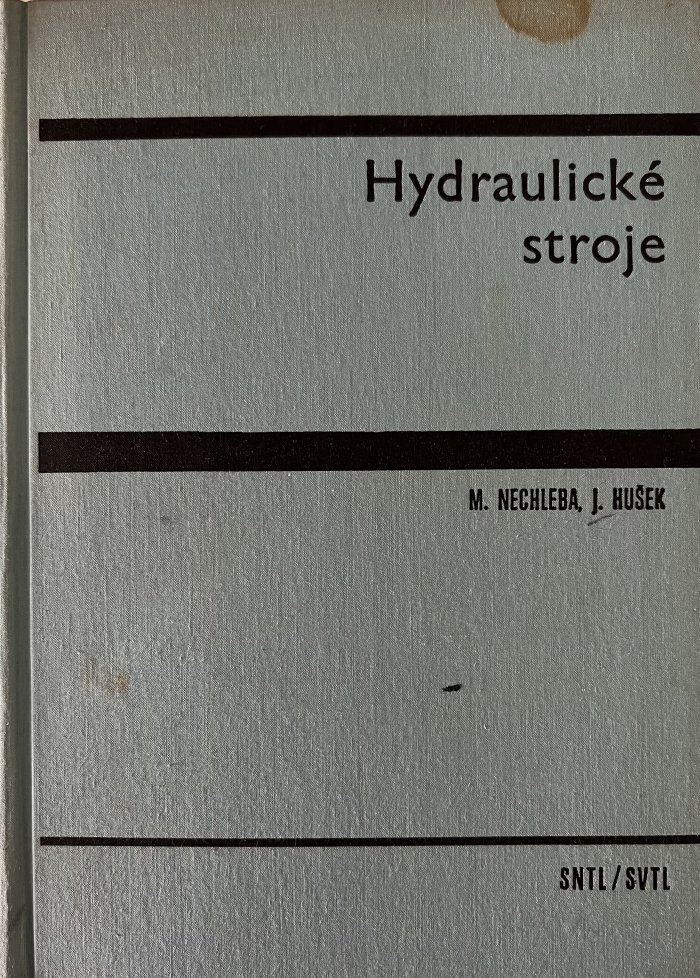 Hydraulické
stroje
M. NECHLEBA, J. HUŠEK
SNTL/SVTL